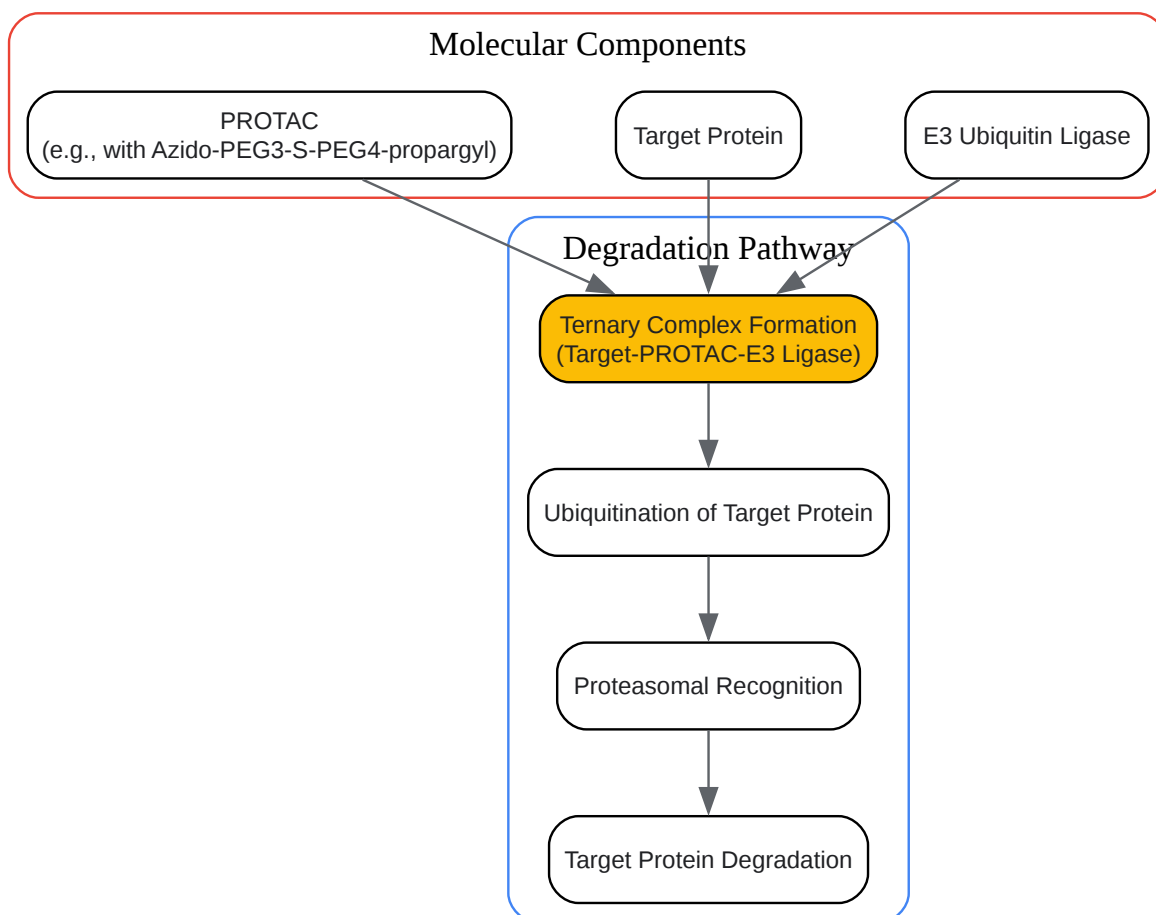 Molecular Components
PROTAC
(e.g., with Azido-PEG3-S-PEG4-propargyl)
Target Protein
E3 Ubiquitin Ligase
Degradation Pathway
Ternary Complex Formation
(Target-PROTAC-E3 Ligase)
Ubiquitination of Target Protein
Proteasomal Recognition
Target Protein Degradation